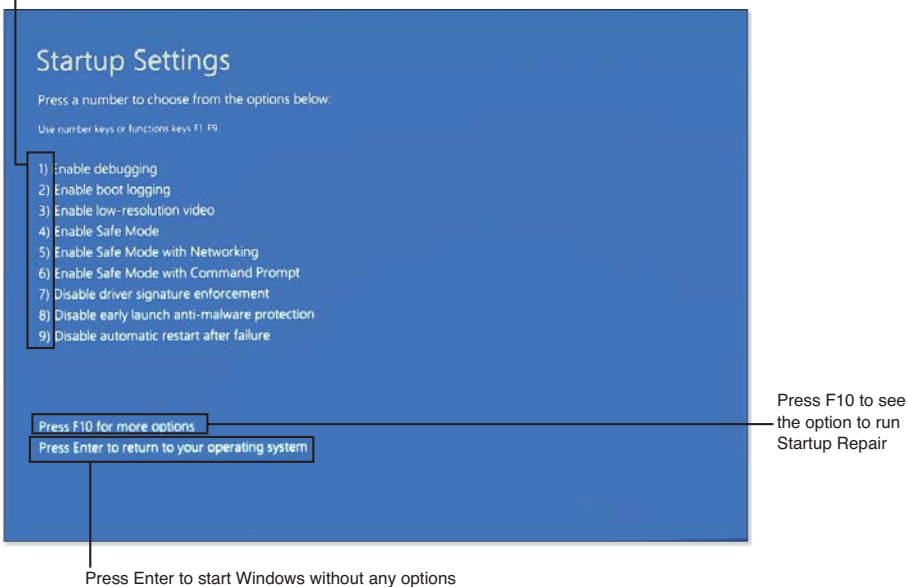 Startup Settings
Press a number to choose from the options below:
Use number keys or functions keys F1-F9.
1) Enable debugging
2) Enable boot logging
3) Enable low-resolution video
4) Enable Safe Mode
5) Enable Safe Mode with Networking
6) Enable Safe Mode with Command Prompt
7) Disable driver signature enforcement
8) Disable early launch anti-malware protection
9) Disable automatic restart after failure
Press F10 for more options
Press Enter to return to your operating system
Press F10 to see
the option to run
Startup Repair
Press Enter to start Windows without any options